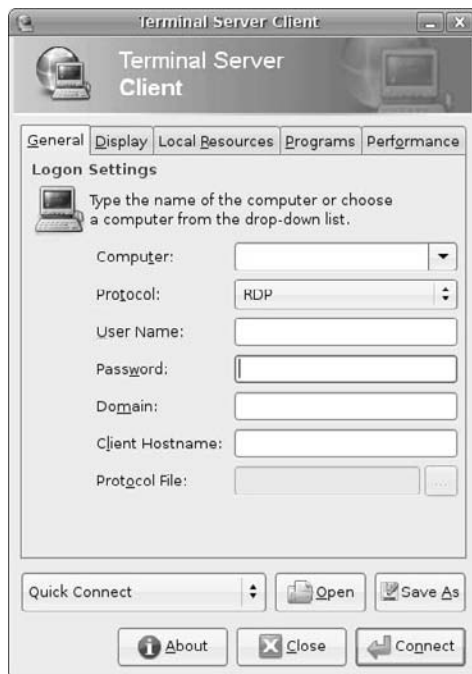 Terminal Server Client
Terminal Server
Client
General Display Local Resources Programs Performance
Logon Settings
Type the name of the computer or choose
a computer from the drop-down list.
Computer:
Protocol: RDP
User Name:
Password:
Domain:
Client Hostname:
Protocol File: ...
Quick Connect Open Save As
About Close Connect